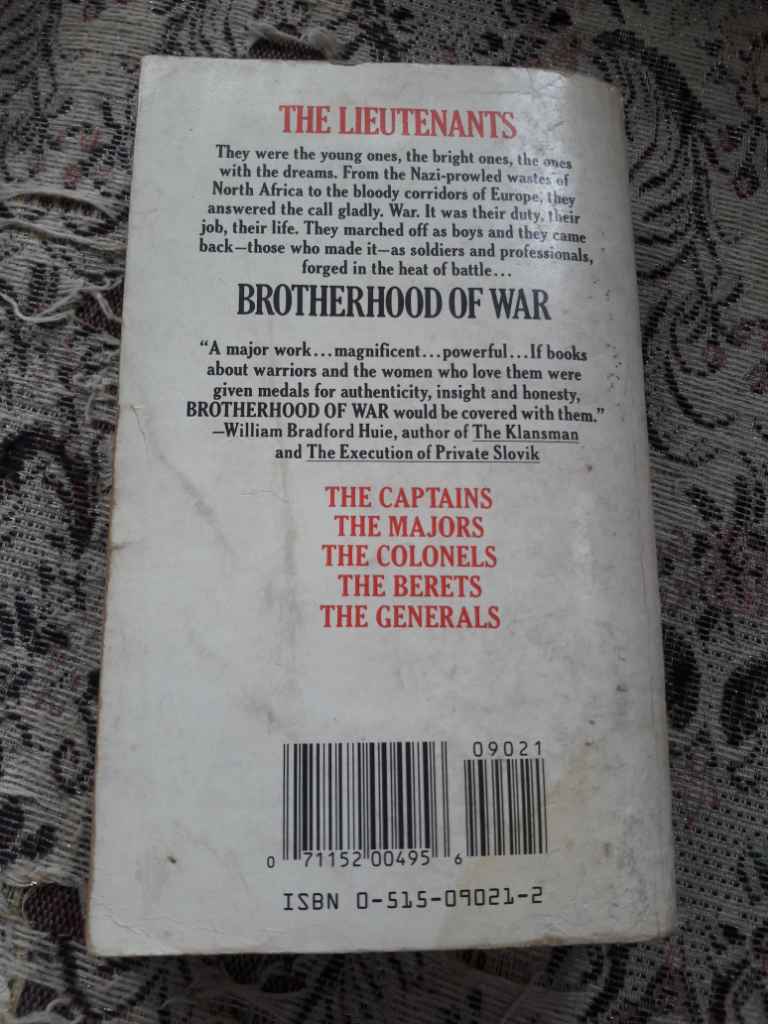 THE LIEUTENANTS
They were the young ones, the bright ones, the ones
with the dreams. From the Nazi-prowled wastes of
North Africa to the bloody corridors of Europe, they
answered the call gladly. War. It was their duty, their
job, their life. They marched off as boys and they came
back—those who made it—as soldiers and professionals,
forged in the heat of battle...
BROTHERHOOD OF WAR
“A major work...magnificent...powerful...If books
about warriors and the women who love them were
given medals for authenticity, insight and honesty,
BROTHERHOOD OF WAR would be covered with them.”
—William Bradford Huie, author of The Klansman
and The Execution of Private Slovik
THE CAPTAINS
THE MAJORS
THE COLONELS
THE BERETS
THE GENERALS
09021
0 71152 00495 6
ISBN 0-515-09021-2